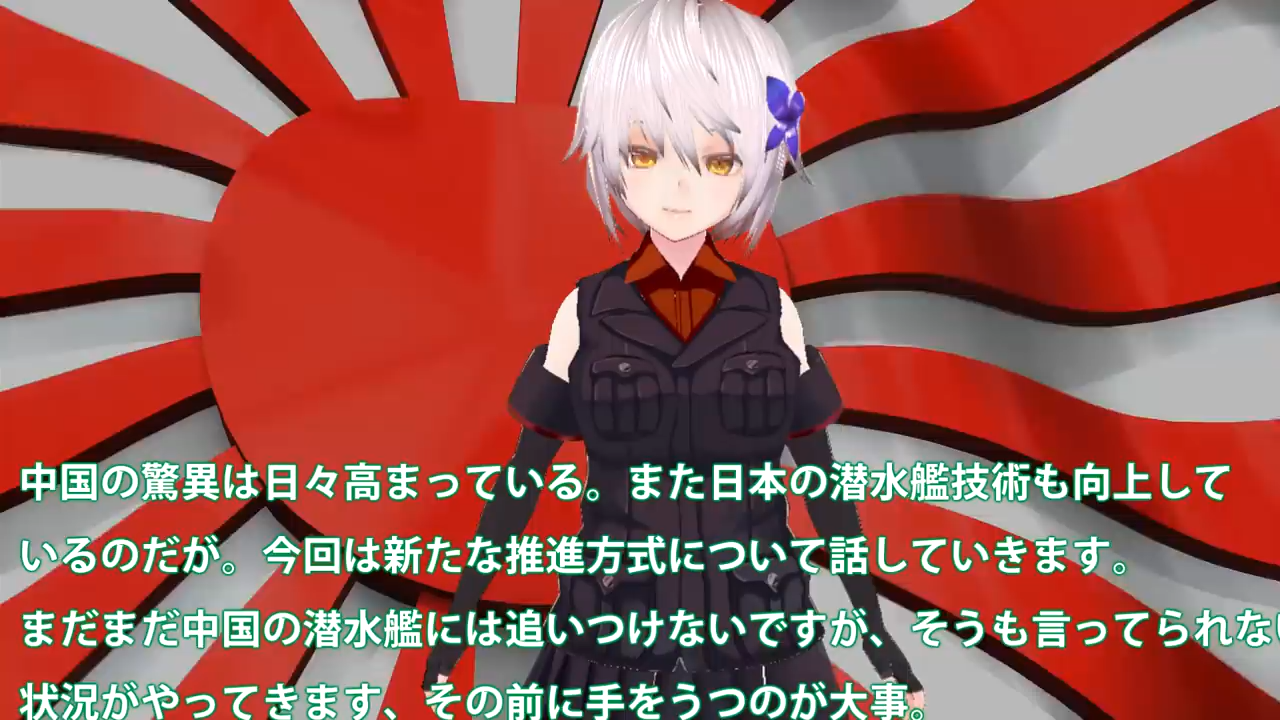 中国の驚異は日々高まっている。また日本の潜水艦技術も向上して
いるのだが。今回は新たな推進方式について話していきます。
まだまだ中国の潜水艦には追いつけないですが、そうも言ってられない
状況がやってきます、その前に手をうつのが大事。